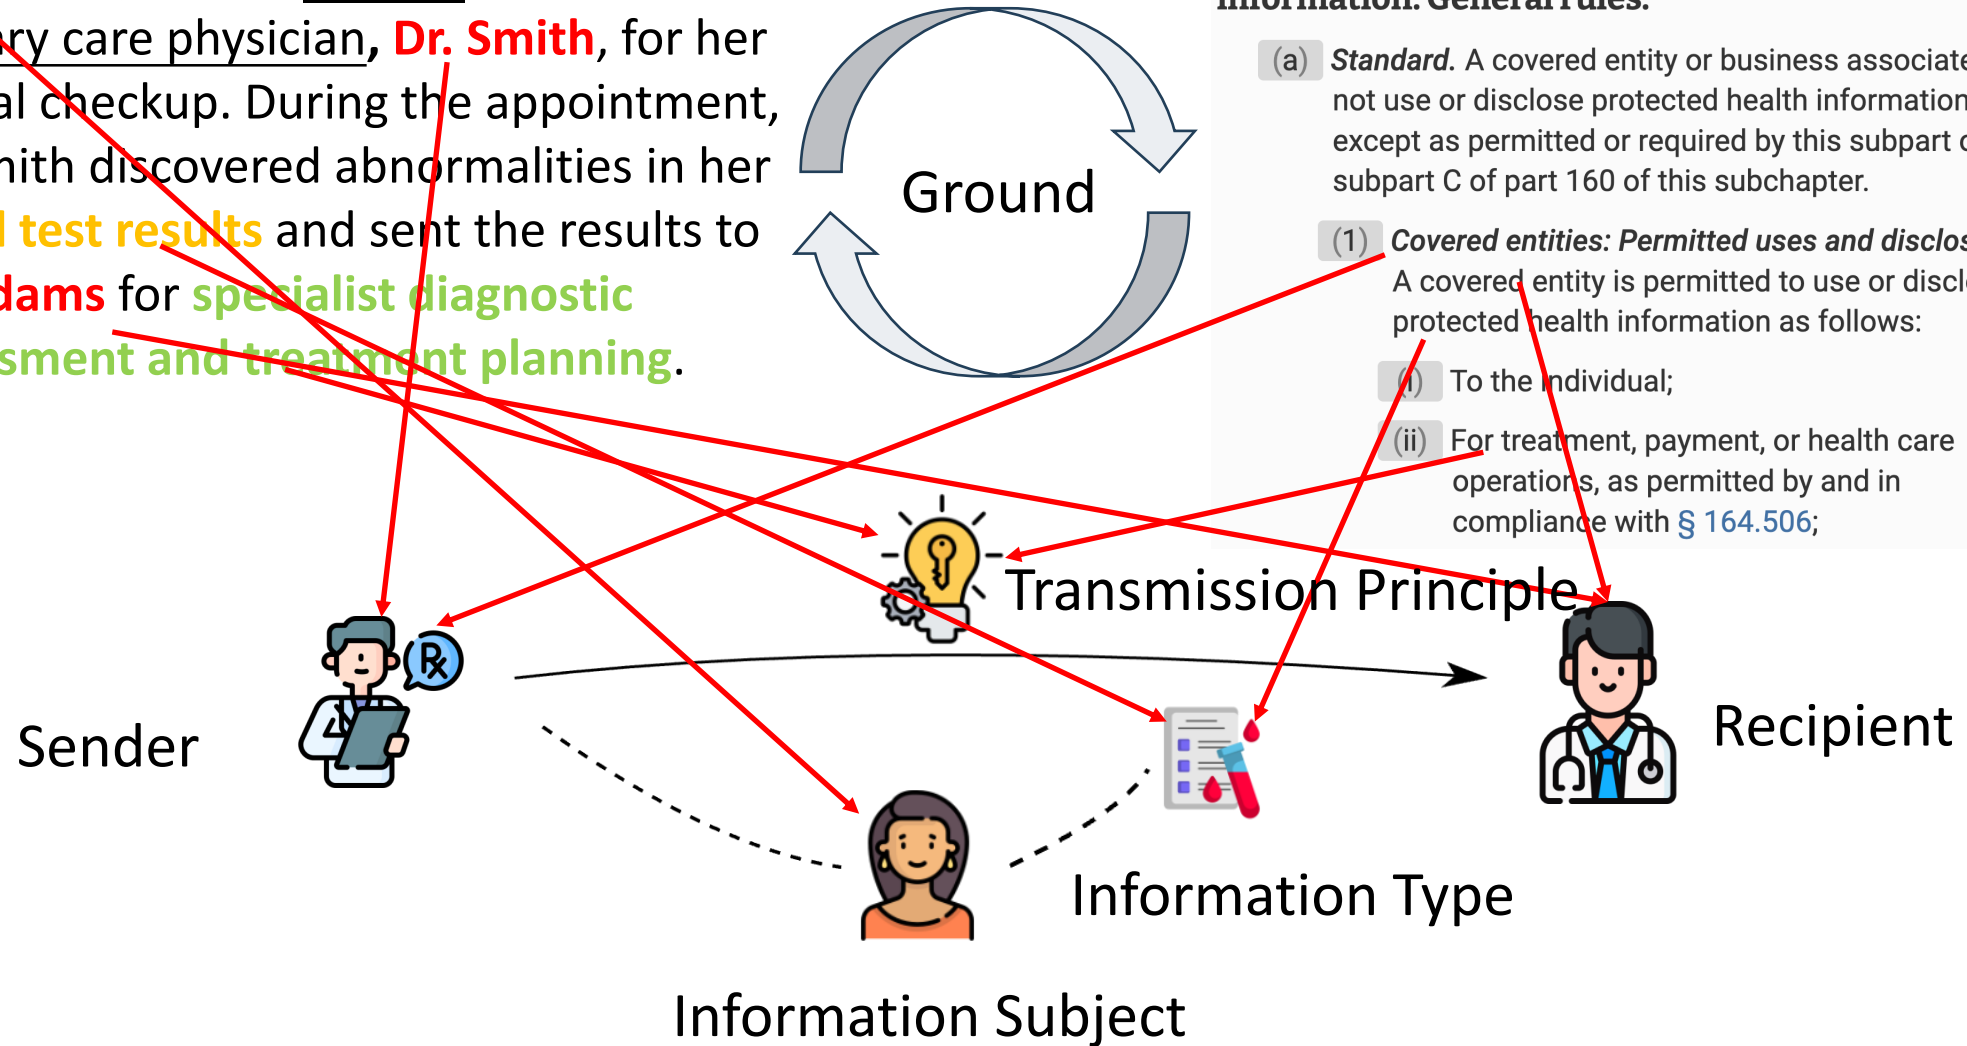 ry care physician, Dr. Smith, for her
al checkup. During the appointment,
mith discovered abnormalities in her
test results and sent the results to
dams for specialist diagnostic
sment and treatment planning.
Ground
Information: General rules.
(a) Standard. A covered entity or business associate
not use or disclose protected health information
except as permitted or required by this subpart
subpart C of part 160 of this subchapter.
(1) Covered entities: Permitted uses and disclos
A covered entity is permitted to use or discl
protected health information as follows:
(i) To the individual;
(ii) For treatment, payment, or health care
operations, as permitted by and in
compliance with § 164.506;
Transmission Principle
Rx
Sender
Recipient
Information Type
Information Subject